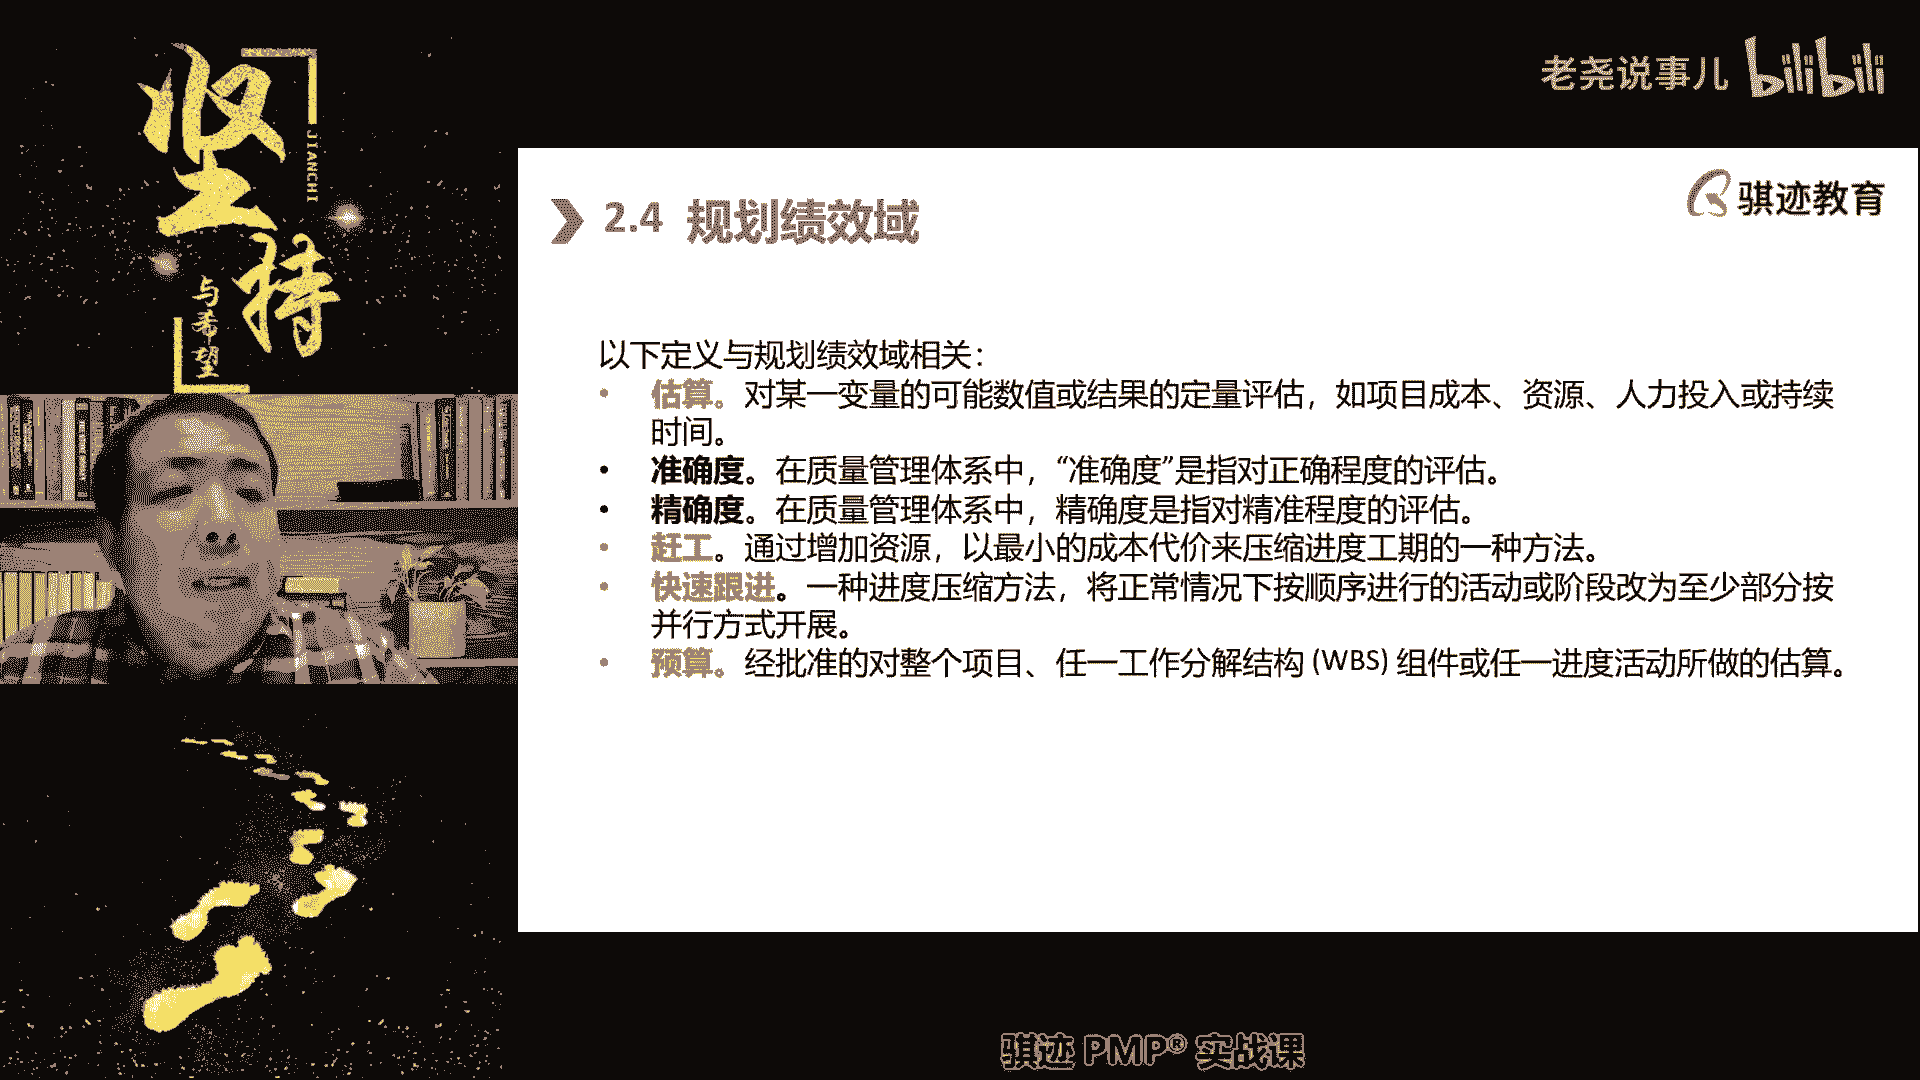 坚持
JIANCHI
与希望
老尧说事儿 bilibili
骐迹教育
2.4 规划绩效域
以下定义与规划绩效域相关：
• 估算。对某一变量的可能数值或结果的定量评估，如项目成本、资源、人力投入或持续
时间。
• 准确度。在质量管理体系中，“准确度”是指对正确程度的评估。
• 精确度。在质量管理体系中，精确度是指对精准程度的评估。
• 赶工。通过增加资源，以最小的成本代价来压缩进度工期的一种方法。
• 快速跟进。一种进度压缩方法，将正常情况下按顺序进行的活动或阶段改为至少部分按
并行方式开展。
• 预算。经批准的对整个项目、任一工作分解结构 (WBS) 组件或任一进度活动所做的估算。
骐迹 PMP® 实战课